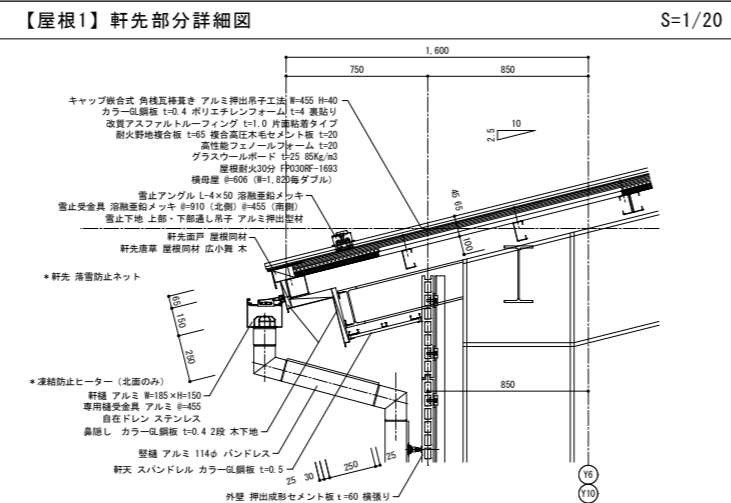 【屋根1】軒先部分詳細図
S=1/20
1,600
750
850
キャップ嵌合式 角桟瓦棒葺き アルミ押出吊子工法 W=455 H=40
カラーGL鋼板 t=0.4 ポリエチレンフォーム t=4 裏貼り
改質アスファルトルーフィング t=1.0 片面粘着タイプ
耐火野地複合板 t=65 複合高圧木毛セメント板 t=20
高性能フェノールフォーム t=20
グラスウールボード t=25 85Kg/m3
屋根耐火30分 FP030RF-1693
横母屋 @=606 (W=1,820毎ダブル)
10
2.5
雪止アングル L-4×50 溶融亜鉛メッキ
雪止受金具 溶融亜鉛メッキ @=910 (北側) @=455 (南側)
雪止下地 上部・下部通し吊子 アルミ押出型材
45 65
100
軒先面戸 屋根同材
軒先唐草 屋根同材 広小舞 木
*軒先 落雪防止ネット
65
150
250
*凍結防止ヒーター (北面のみ)
軒樋 アルミ W=185×H=150
専用樋受金具 アルミ @=455
自在ドレン ステンレス
鼻隠し カラーGL鋼板 t=0.4 2段 木下地
850
竪樋 アルミ 114φ バンドレス
軒天 スパンドレル カラーGL鋼板 t=0.5
25 30
250
25
外壁 押出成形セメント板 t=60 横張り
Y6
Y10